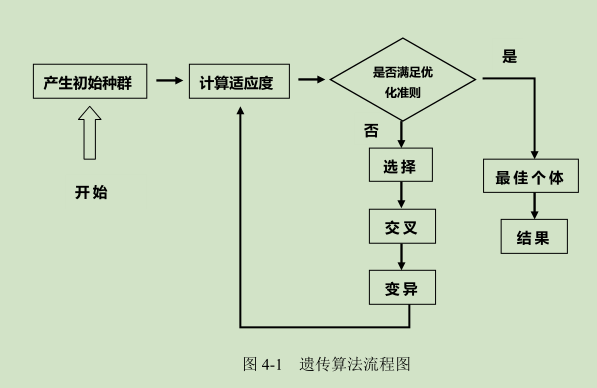 产生初始种群
计算适应度
是否满足优
化准则
是
否
选择
最佳个体
开始
交叉
结果
变异
图 4-1 遗传算法流程图